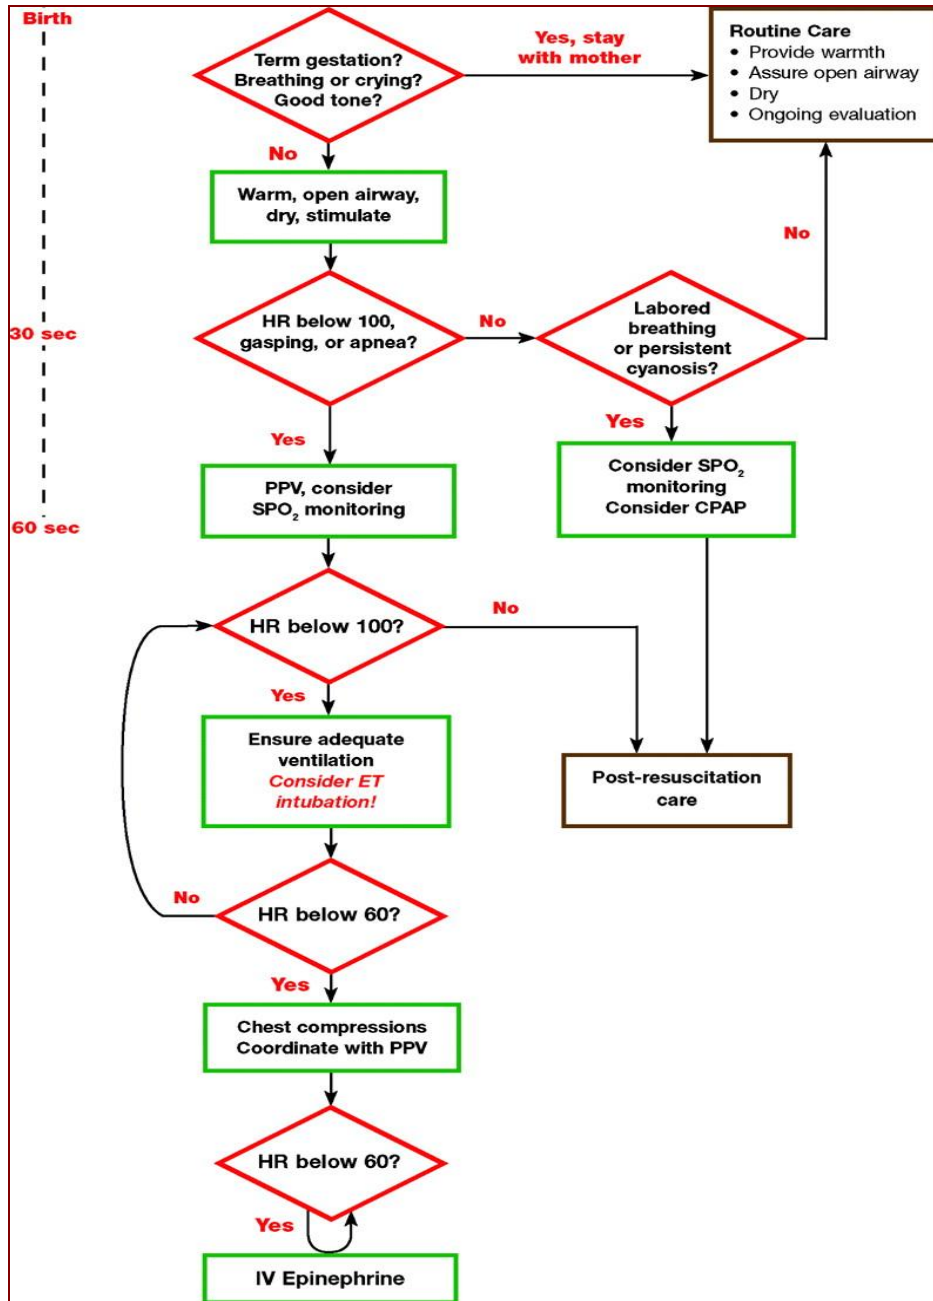 Birth
Term gestation?
Breathing or crying?
Good tone?
Yes, stay
with mother
Routine Care
• Provide warmth
• Assure open airway
• Dry
• Ongoing evaluation
No
Warm, open airway,
dry, stimulate
No
30 sec
HR below 100,
gasping, or apnea?
No
Labored
breathing
or persistent
cyanosis?
Yes
Yes
PPV, consider
SPO₂ monitoring
Consider SPO₂
monitoring
Consider CPAP
60 sec
HR below 100?
No
Yes
Ensure adequate
ventilation
Consider ET
intubation!
Post-resuscitation
care
No
HR below 60?
Yes
Chest compressions
Coordinate with PPV
HR below 60?
Yes
IV Epinephrine